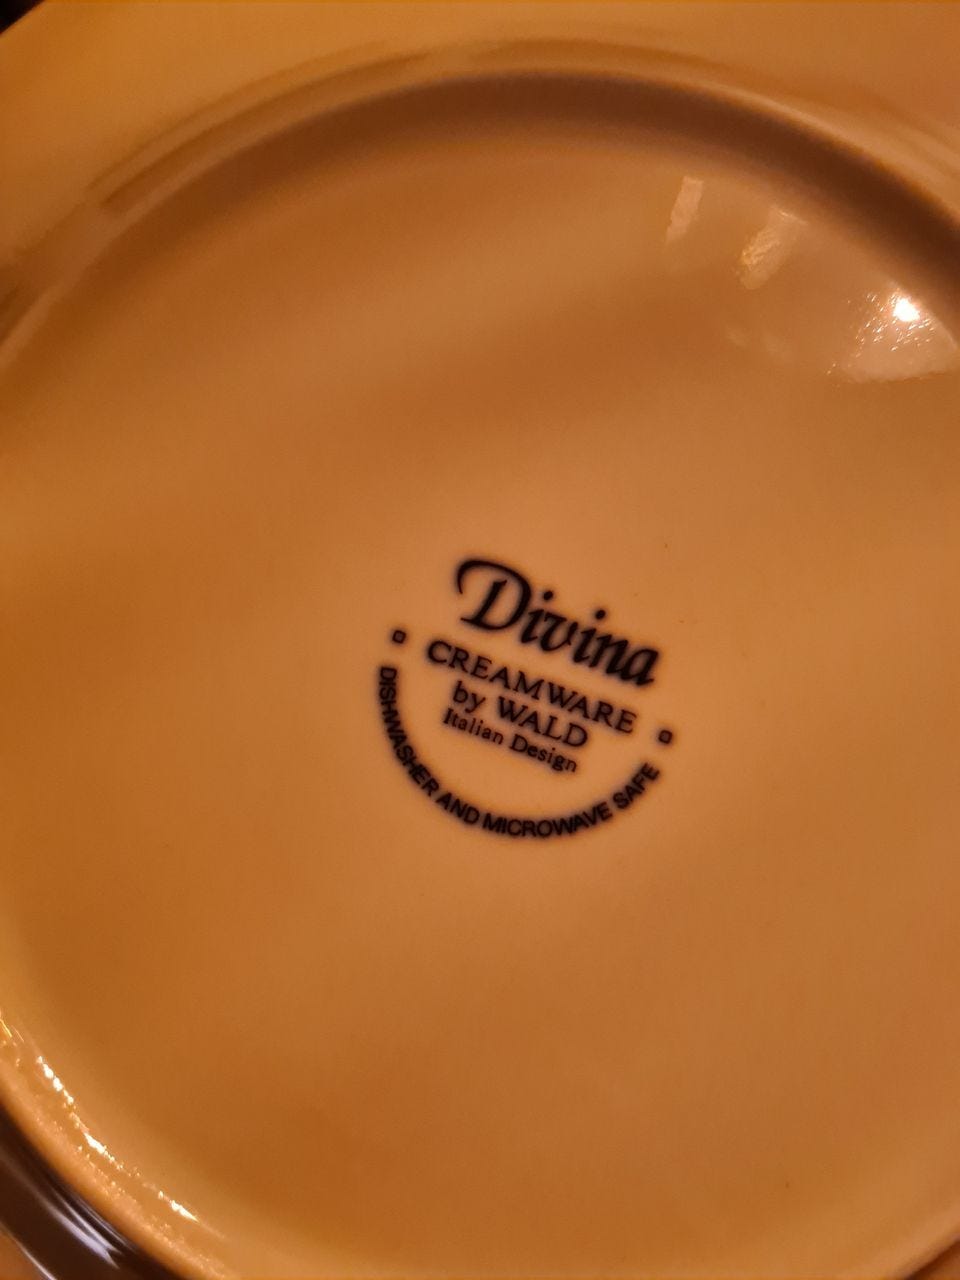 Divina
CREAMWARE
by WALD
Italian Design
DISHWASHER AND MICROWAVE SAFE